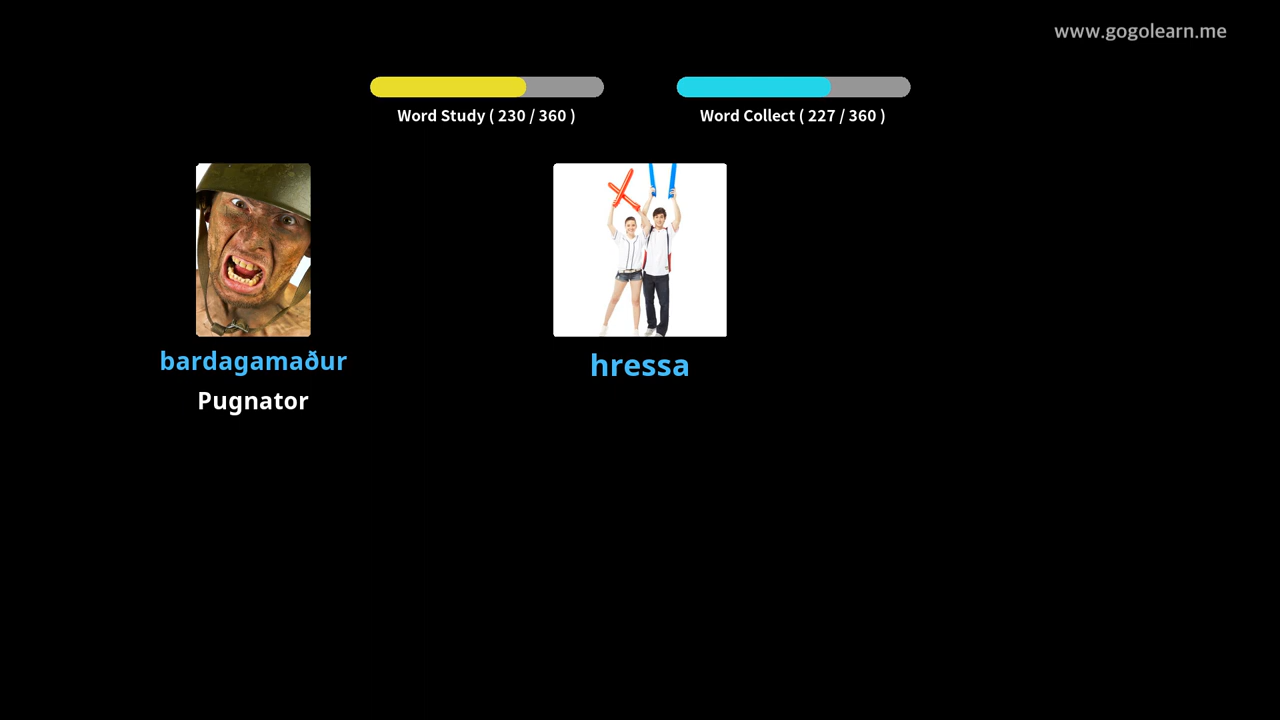 www.gogolearn.me
Word Study ( 230 / 360 )
Word Collect ( 227 / 360 )
bardagamaður
Pugnator
hressa